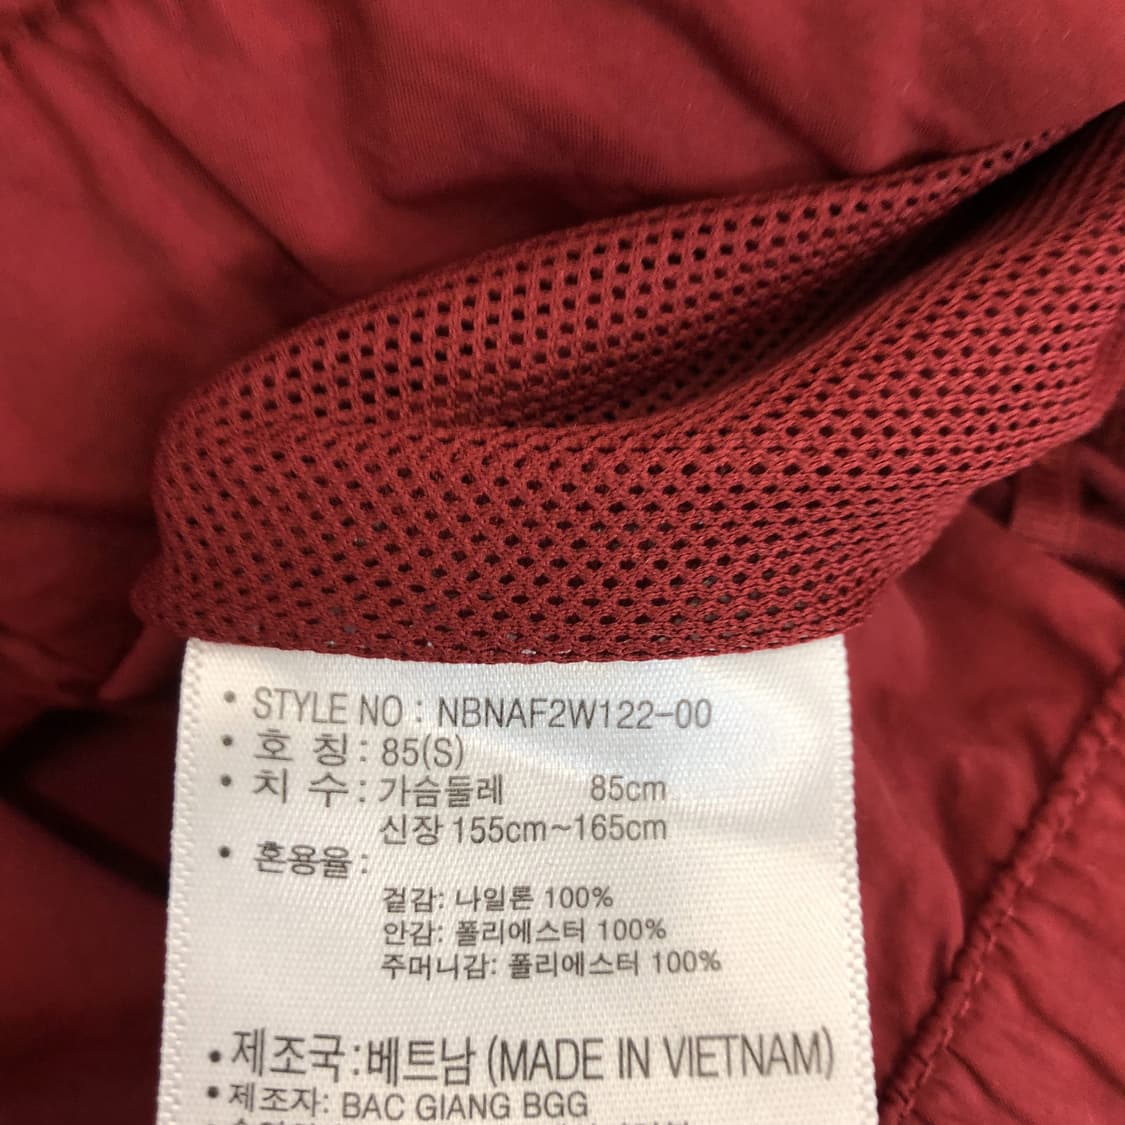 • STYLE NO : NBNAF2W122-00
• 호 칭 : 85(S)
• 치 수 : 가슴둘레 85cm
신장 155cm~165cm
• 혼용율 :
겉감: 나일론 100%
안감: 폴리에스터 100%
주머니감: 폴리에스터 100%
• 제조국 : 베트남 (MADE IN VIETNAM)
• 제조자: BAC GIANG BGG